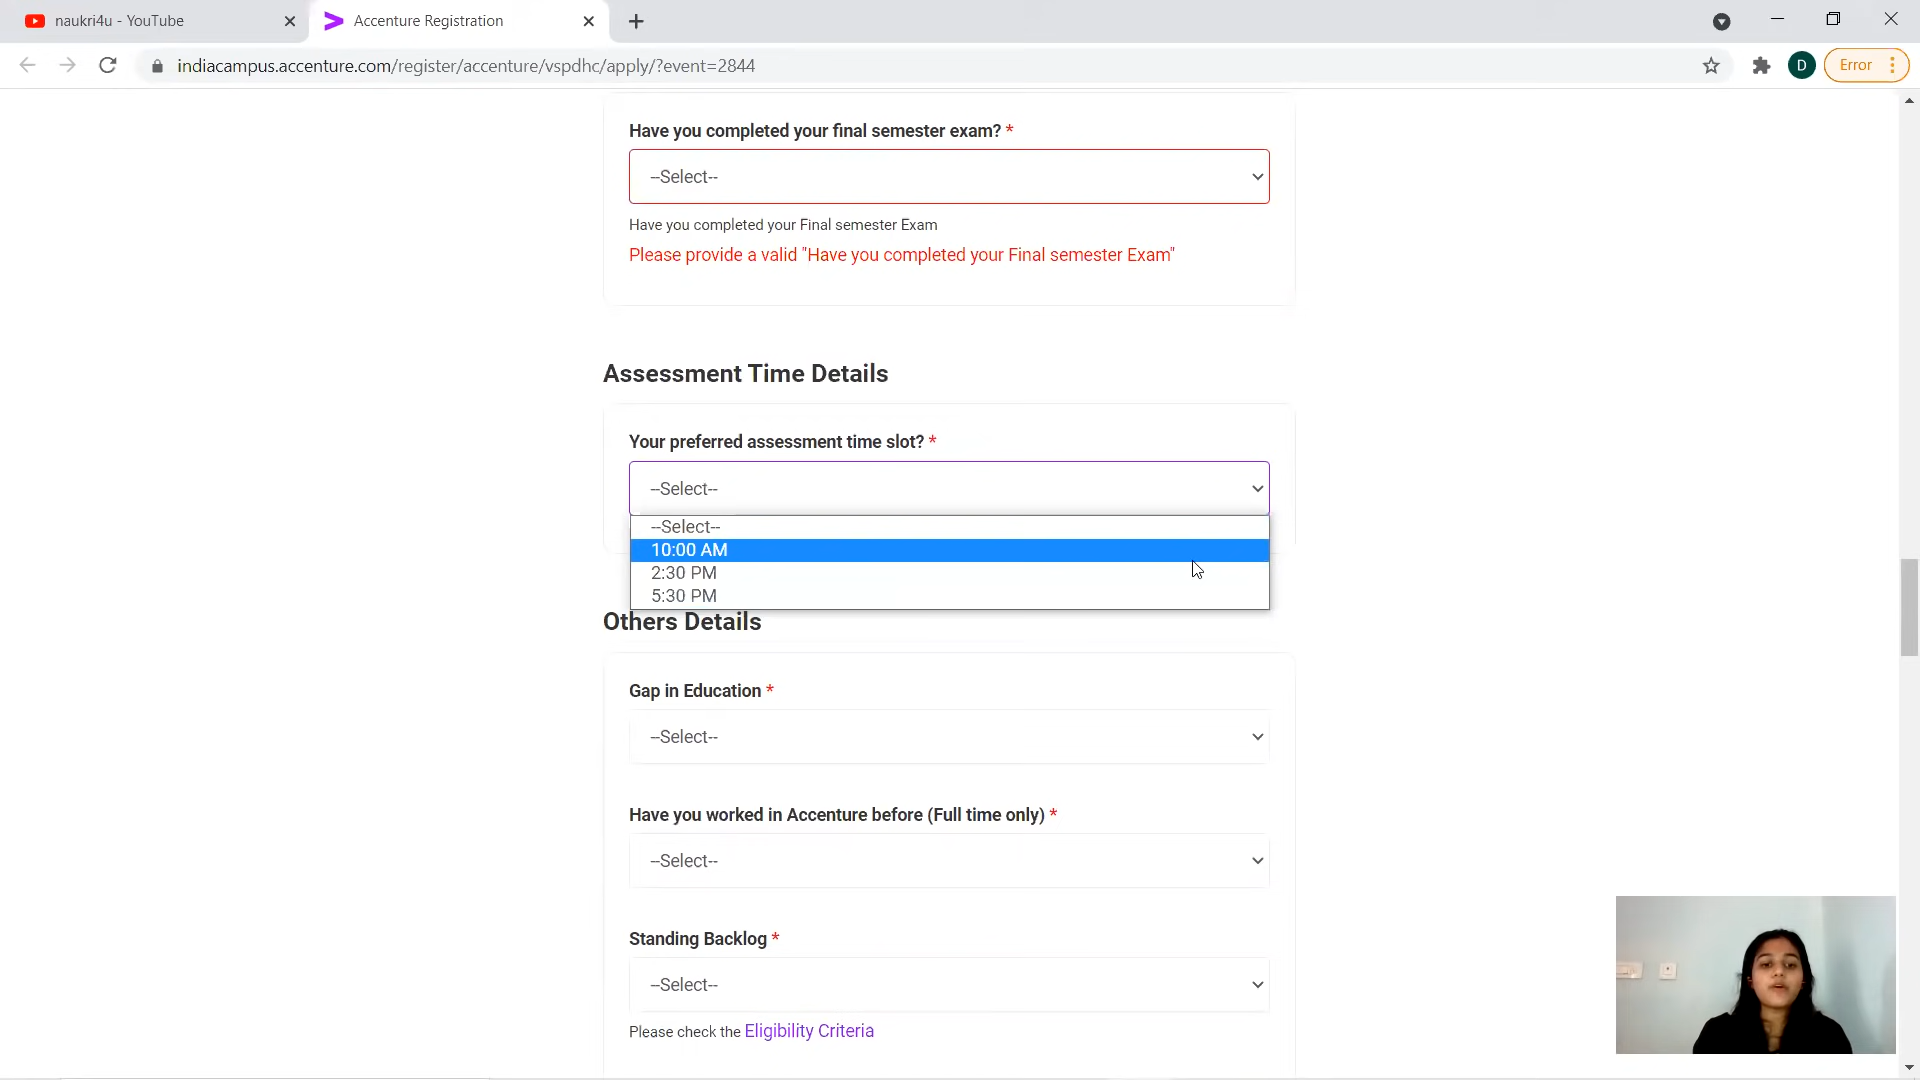 naukri4u - YouTube
Accenture Registration
indiacampus.accenture.com/register/accenture/vspdhc/apply/?event=2844
D
Error
Have you completed your final semester exam? *
--Select--
Have you completed your Final semester Exam
Please provide a valid "Have you completed your Final semester Exam"
Assessment Time Details
Your preferred assessment time slot? *
--Select--
--Select--
10:00 AM
2:30 PM
5:30 PM
Others Details
Gap in Education *
--Select--
Have you worked in Accenture before (Full time only) *
--Select--
Standing Backlog *
--Select--
Please check the Eligibility Criteria